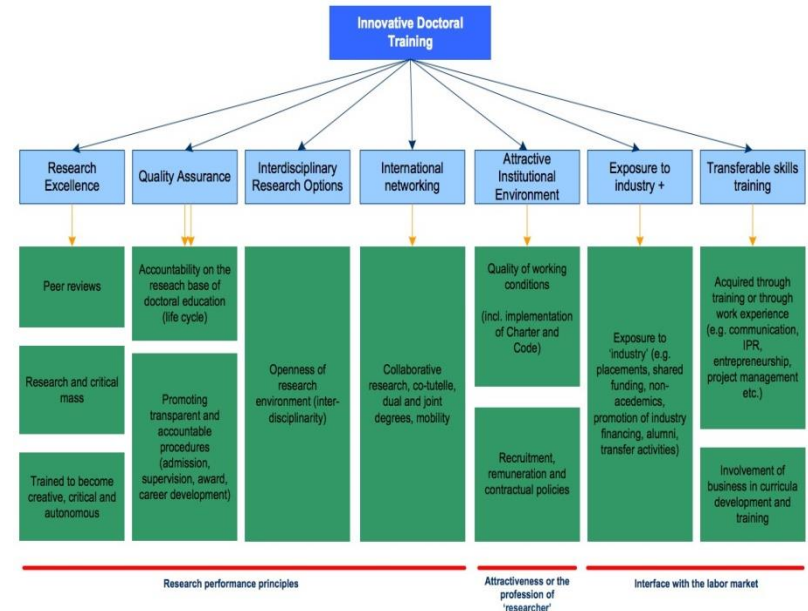 Innovative Doctoral
Training
Research
Excellence
Quality Assurance
Interdisciplinary
Research Options
International
networking
Attractive
Institutional
Environment
Exposure to
industry +
Transferable skills
training
Peer reviews
Research and critical
mass
Trained to become
creative, critical and
autonomous
Accountability on the
reseach base of
doctoral education
(life cycle)
Promoting
transparent and
accountable
procedures
(admission,
supervision, award,
career development)
Openness of
research
environment (inter-
disciplinarity)
Collaborative
research, co-tutelle,
dual and joint
degrees, mobility
Quality of working
conditions
(incl. implementation
of Charter and
Code)
Recruitment,
remuneration and
contractual policies
Exposure to
'industry' (e.g.
placements, shared
funding, non-
acedemics,
promotion of industry
financing, alumni,
transfer activities)
Acquired through
training or through
work experience
(e.g. communication,
IPR,
entrepreneurship,
project management
etc.)
Involvement of
business in curricula
development and
training
Research performance principles
Attractiveness or the
profession of
'researcher'
Interface with the labor market